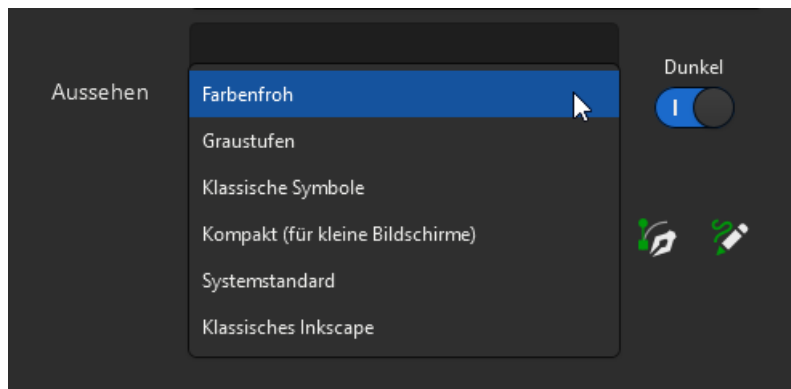 Aussehen
Dunkel
Farbenfroh
Graustufen
Klassische Symbole
Kompakt (für kleine Bildschirme)
Systemstandard
Klassisches Inkscape